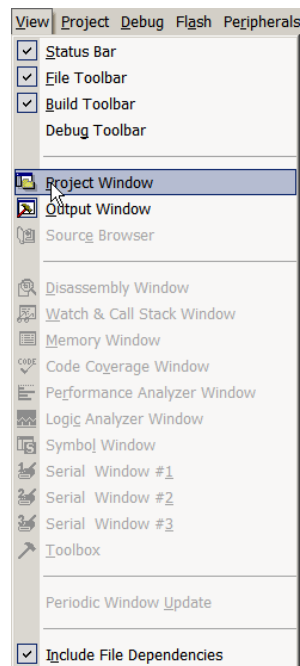 View Project Debug Flash Peripherals
Status Bar
File Toolbar
Build Toolbar
Debug Toolbar
Project Window
Output Window
Source Browser
Disassembly Window
Watch & Call Stack Window
Memory Window
CODE Code Coverage Window
Performance Analyzer Window
Logic Analyzer Window
Symbol Window
Serial Window #1
Serial Window #2
Serial Window #3
Toolbox
Periodic Window Update
Include File Dependencies